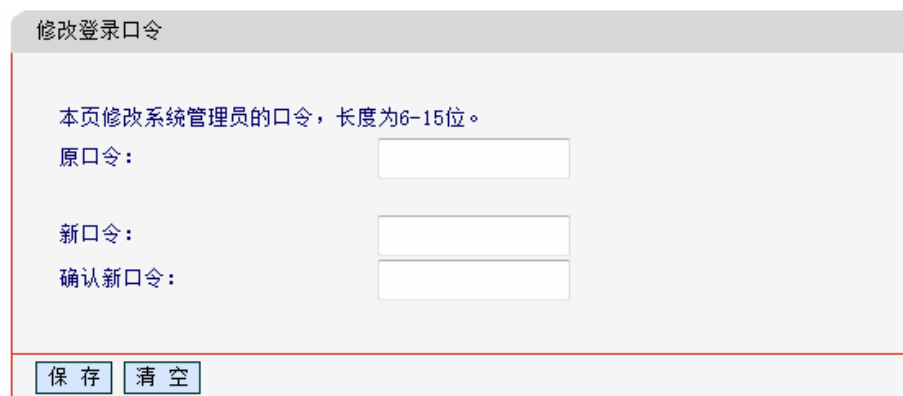 修改登录口令
本页修改系统管理员的口令，长度为6-15位。
原口令：
新口令：
确认新口令：
保 存 清 空